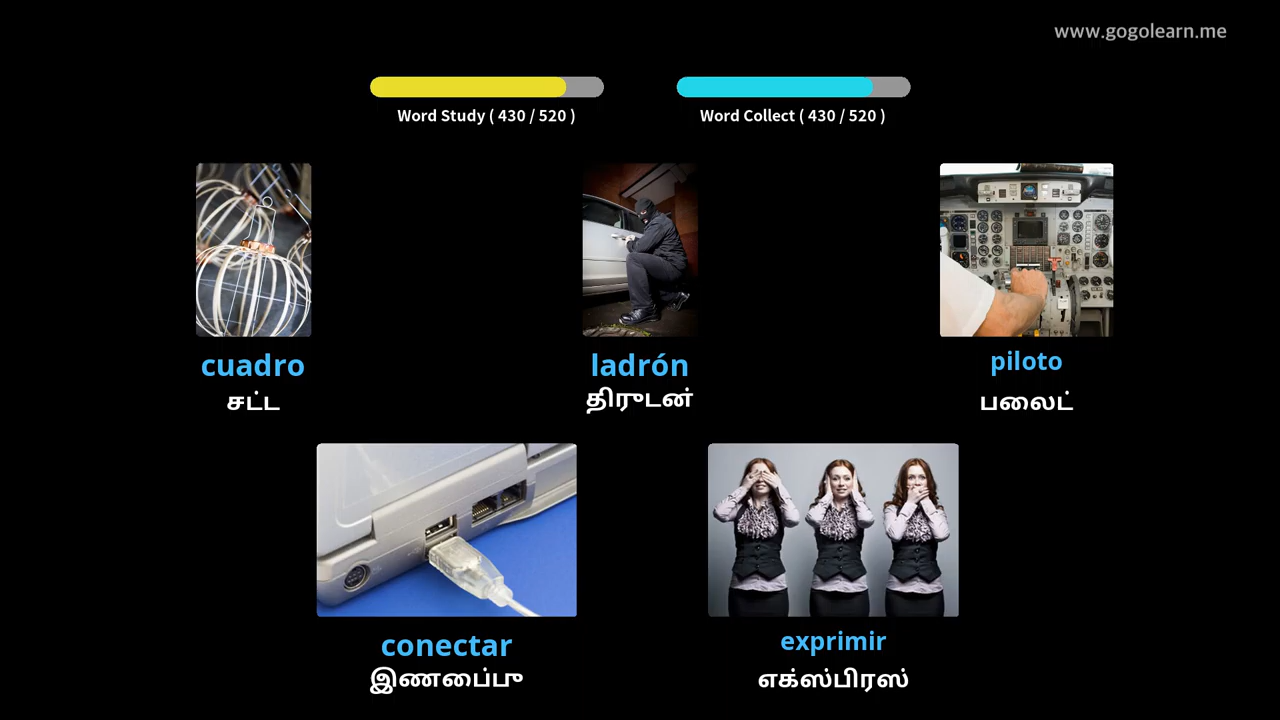 www.gogolearn.me
Word Study ( 430 / 520 )
Word Collect ( 430 / 520 )
cuadro
சட்ட
ladrón
திருடன்
piloto
பலைட்
conectar
இணைப்பு
exprimir
எக்ஸ்பிரஸ்